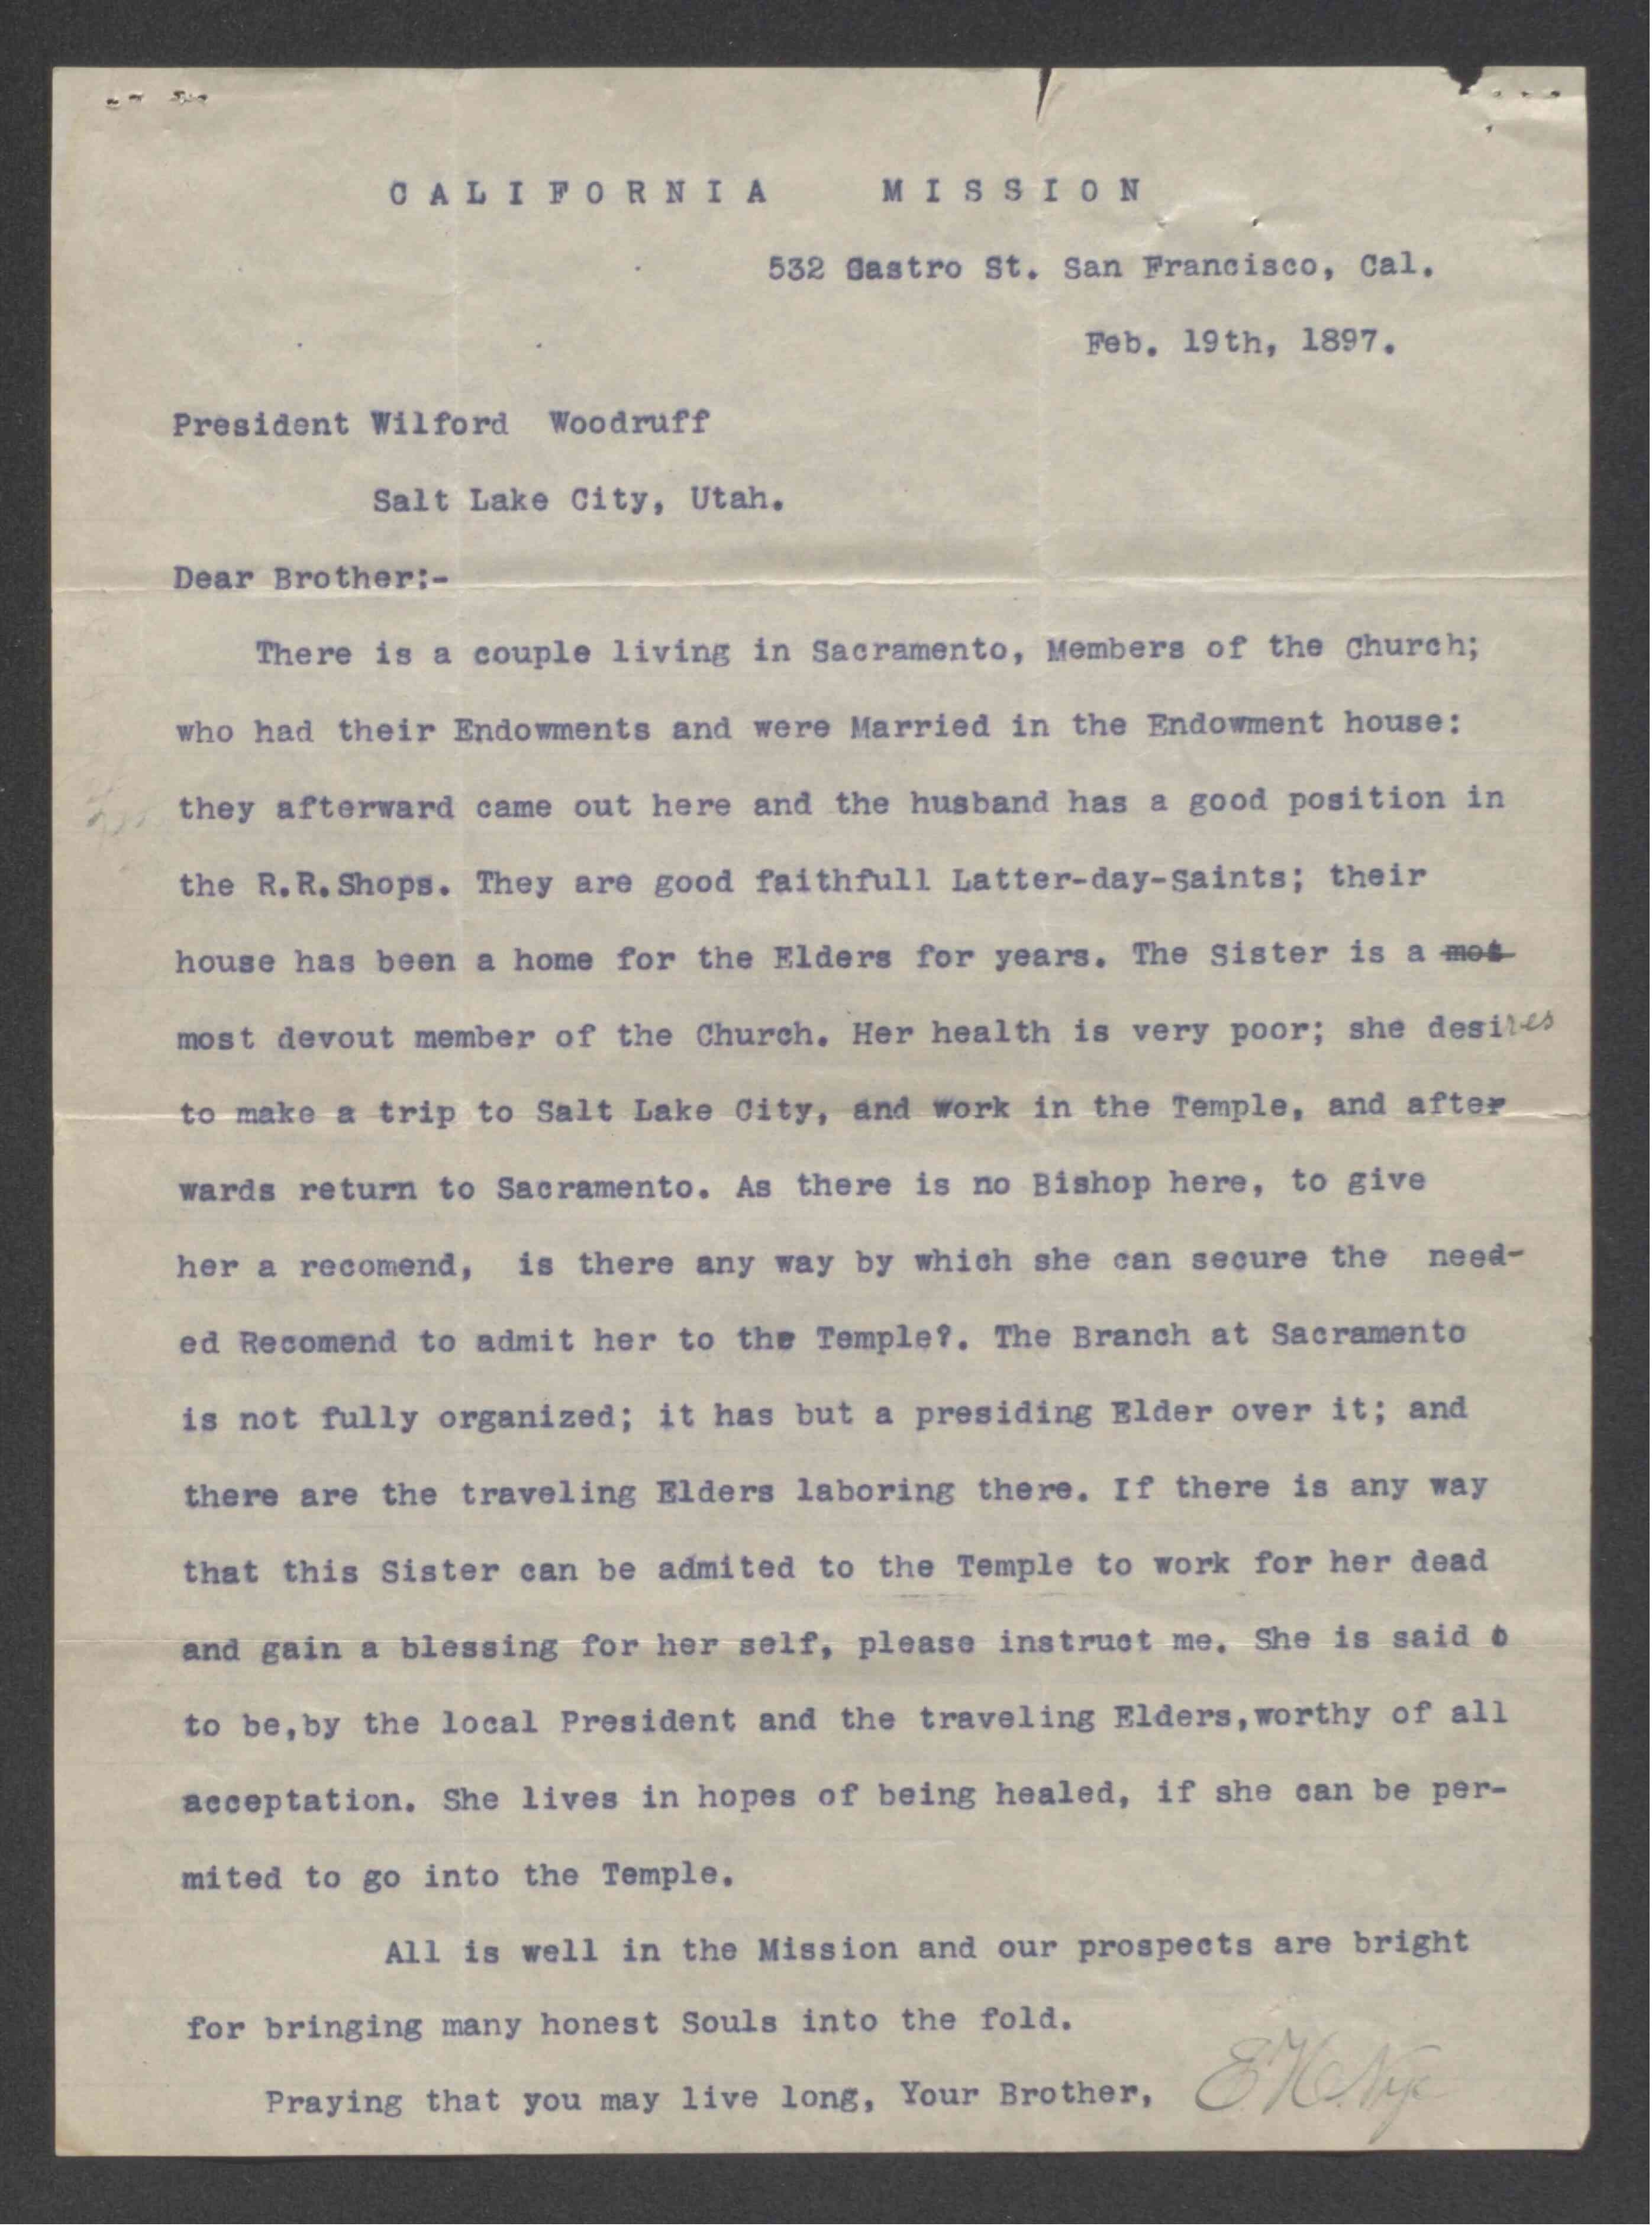 CALIFORNIA MISSION
532 Castro St. San Francisco, Cal.
Feb. 19th, 1897.
President Wilford Woodruff
Salt Lake City, Utah.
Dear Brother:-
There is a couple living in Sacramento, Members of the Church;
who had their Endowments and were Married in the Endowment house:
they afterward came out here and the husband has a good position in
the R.R.Shops. They are good faithfull Latter-day-Saints; their
house has been a home for the Elders for years. The Sister is a mos
most devout member of the Church. Her health is very poor; she desires
to make a trip to Salt Lake City, and work in the Temple, and after
wards return to Sacramento. As there is no Bishop here, to give
her a recomend, is there any way by which she can secure the need-
ed Recomend to admit her to the Temple?. The Branch at Sacramento
is not fully organized; it has but a presiding Elder over it; and
there are the traveling Elders laboring there. If there is any way
that this Sister can be admited to the Temple to work for her dead
and gain a blessing for her self, please instruct me. She is said
to be,by the local President and the traveling Elders,worthy of all
acceptation. She lives in hopes of being healed, if she can be per-
mited to go into the Temple.
All is well in the Mission and our prospects are bright
for bringing many honest Souls into the fold.
Praying that you may live long, Your Brother, E.H. Nye